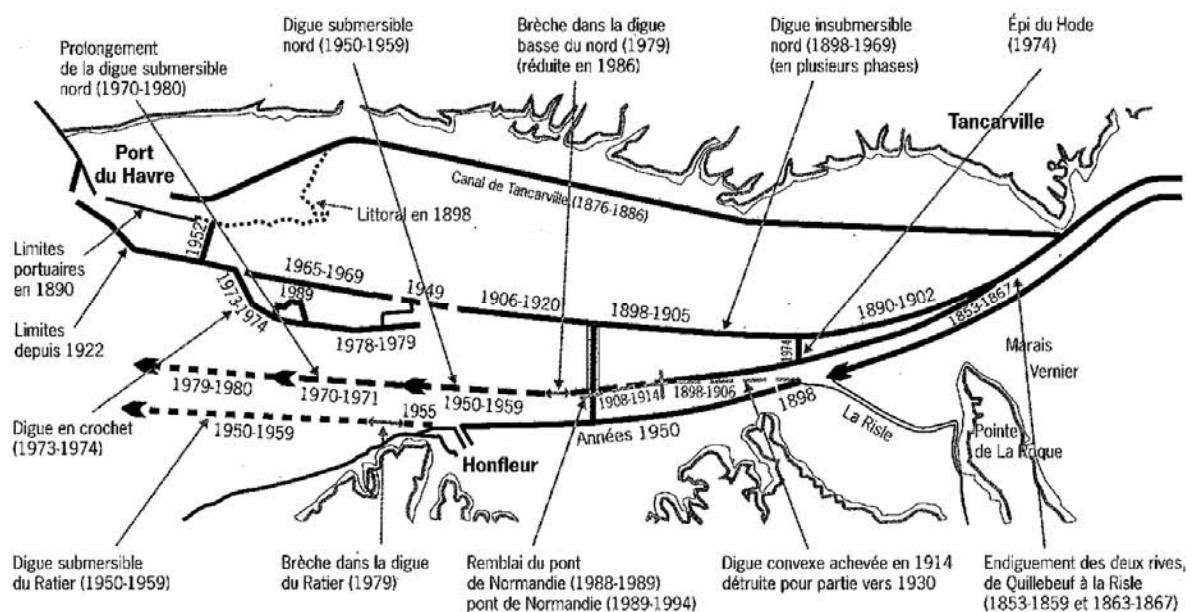 Prolongement
de la digue submersible
nord (1970-1980)
Digue submersible
nord (1950-1959)
Brèche dans la digue
basse du nord (1979)
(réduite en 1986)
Digue insubmersible
nord (1898-1969)
(en plusieurs phases)
Épi du Hode
(1974)
Port
du Havre
Tancarville
Canal de Tancarville (1876-1886)
Littoral en 1898
Limites
portuaires
en 1890
1952
Limites
depuis 1922
1965-1969
1949
1906-1920
1898-1905
1890-1902
1853-1867
1973-1974
1989
1978-1979
1974
Marais
Vernier
1979-1980
1970-1971
1950-1959
1908-1914
1898-1906
1898
La Risle
1950-1959
1955
Années 1950
Pointe
de La Roque
Honfleur
Digue en crochet
(1973-1974)
Digue submersible
du Ratier (1950-1959)
Brèche dans la digue
du Ratier (1979)
Remblai du pont
de Normandie (1988-1989)
pont de Normandie (1989-1994)
Digue convexe achevée en 1914
détruite pour partie vers 1930
Endiguement des deux rives,
de Quillebeuf à la Risle
(1853-1859 et 1863-1867)